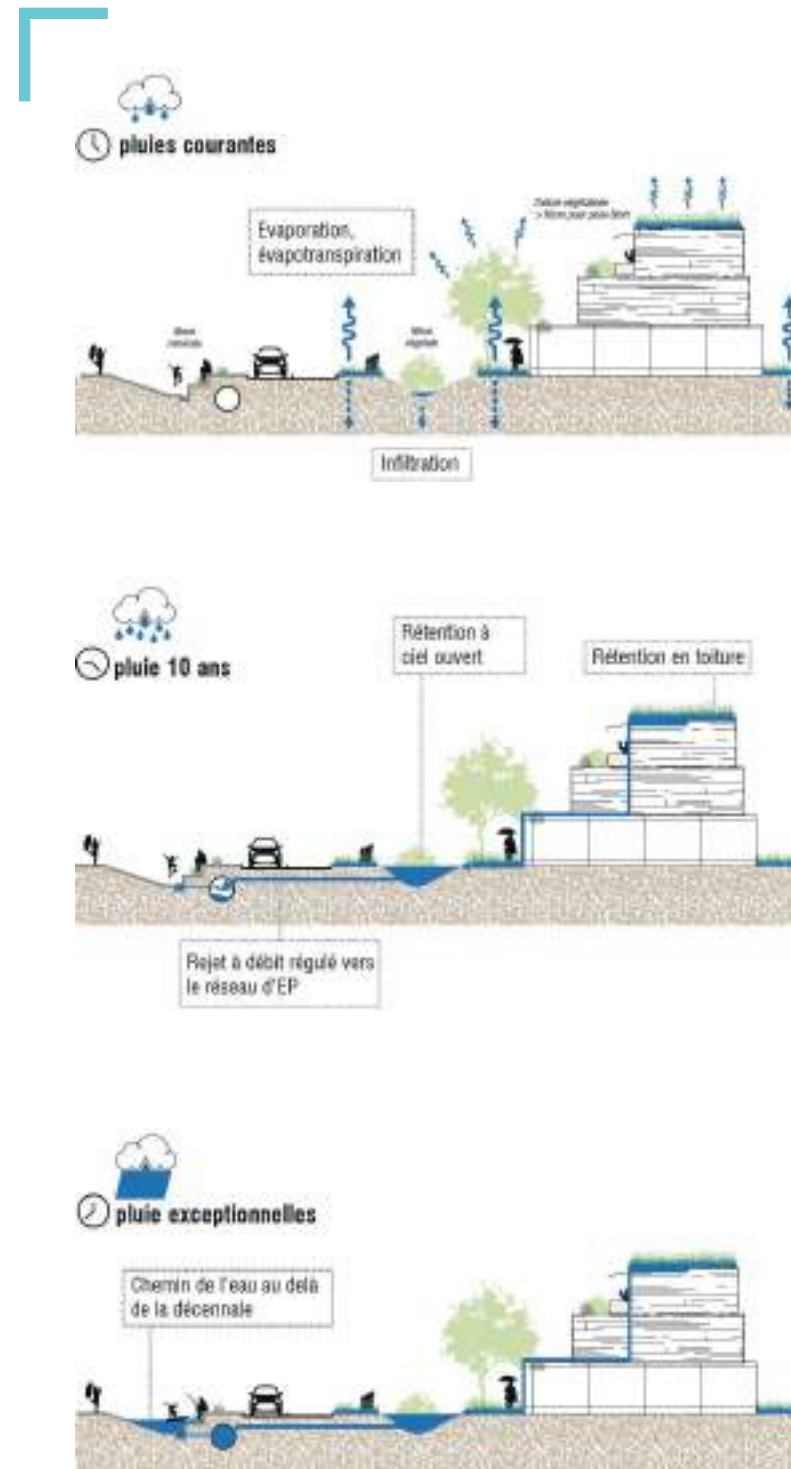 pluies courantes
Evaporation,
évapotranspiration
Infiltration
pluie 10 ans
Rétention à
ciel ouvert
Rétention en toiture
Rejet à débit régulé vers
le réseau d'EP
pluie exceptionnelles
Chemin de l'eau au delà
de la décennale